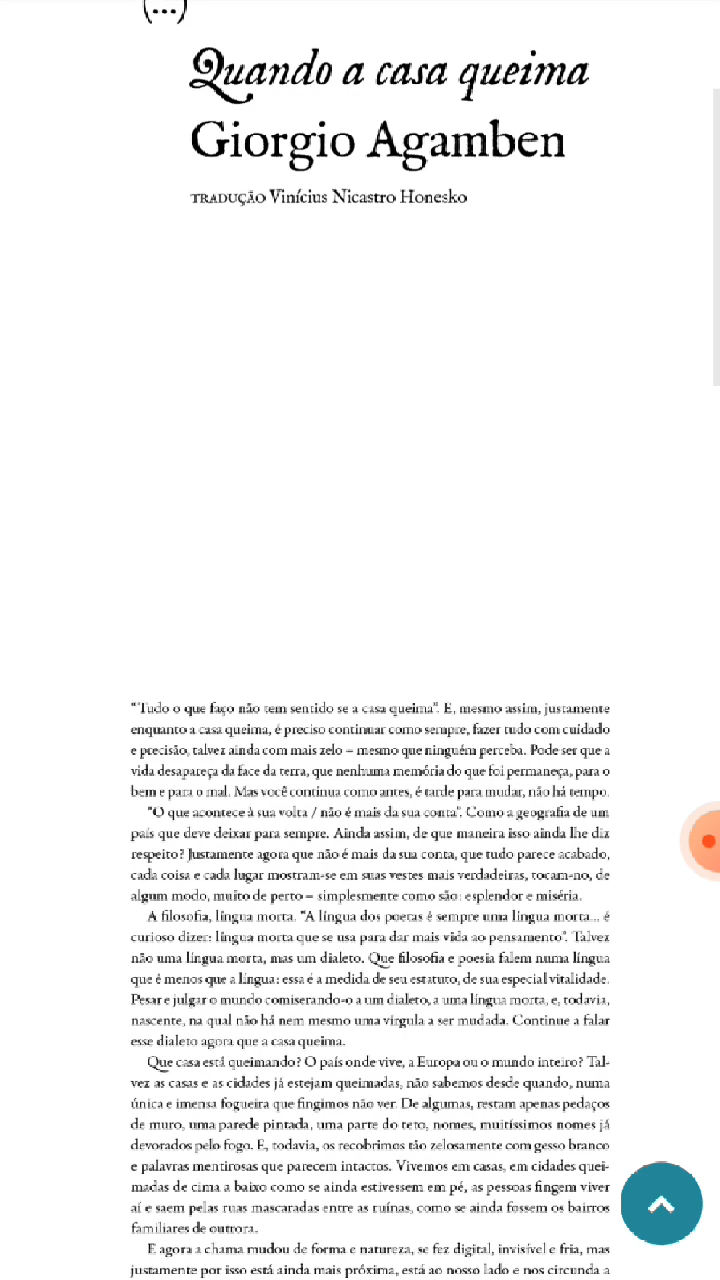 (...)
Quando a casa queima
Giorgio Agamben
TRADUÇÃO Vinícius Nicastro Honesko
“Tudo o que faço não tem sentido se a casa queima”. E, mesmo assim, justamente
enquanto a casa queima, é preciso continuar como sempre, fazer tudo com cuidado
e precisão, talvez ainda com mais zelo – mesmo que ninguém perceba. Pode ser que a
vida desapareça da face da terra, que nenhuma memória do que foi permaneça, para o
bem e para o mal. Mas você continua como antes, é tarde para mudar, não há tempo.
“O que acontece à sua volta / não é mais da sua conta”. Como a geografia de um
país que deve deixar para sempre. Ainda assim, de que maneira isso ainda lhe diz
respeito? Justamente agora que não é mais da sua conta, que tudo parece acabado,
cada coisa e cada lugar mostram-se em suas vestes mais verdadeiras, tocam-no, de
algum modo, muito de perto – simplesmente como são: esplendor e miséria.
A filosofia, língua morta. “A língua dos poetas é sempre uma língua morta... é
curioso dizer: língua morta que se usa para dar mais vida ao pensamento”. Talvez
não uma língua morta, mas um dialeto. Que filosofia e poesia falem numa língua
que é menos que a língua: essa é a medida de seu estatuto, de sua especial vitalidade.
Pesar e julgar o mundo comiserando-o a um dialeto, a uma língua morta, e, todavia,
nascente, na qual não há nem mesmo uma vírgula a ser mudada. Continue a falar
esse dialeto agora que a casa queima.
Que casa está queimando? O país onde vive, a Europa ou o mundo inteiro? Tal-
vez as casas e as cidades já estejam queimadas, não sabemos desde quando, numa
única e imensa fogueira que fingimos não ver. De algumas, restam apenas pedaços
de muro, uma parede pintada, uma parte do teto, nomes, muitíssimos nomes já
devorados pelo fogo. E, todavia, os recobrimos tão zelosamente com gesso branco
e palavras mentirosas que parecem intactos. Vivemos em casas, em cidades quei-
madas de cima a baixo como se ainda estivessem em pé, as pessoas fingem viver
aí e saem pelas ruas mascaradas entre as ruínas, como se ainda fossem os bairros
familiares de outrora.
E agora a chama mudou de forma e natureza, se fez digital, invisível e fria, mas
justamente por isso está ainda mais próxima, está ao nosso lado e nos circunda a